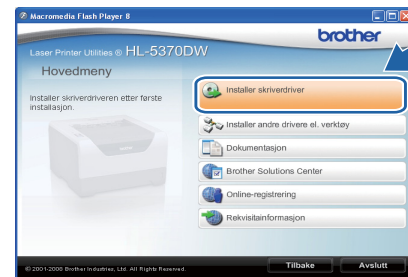 Macromedia Flash Player 8
brother
Laser Printer Utilities ® HL-5370DW
Hovedmeny
Installer skriverdriveren etter første
installasjon.
Installer skriverdriver
Installer andre drivere el. verktøy
Dokumentasjon
Brother Solutions Center
Online-registrering
Rekvisitainformasjon
© 2001-2008 Brother Industries, Ltd. All Rights Reserved.
Tilbake
Avslutt